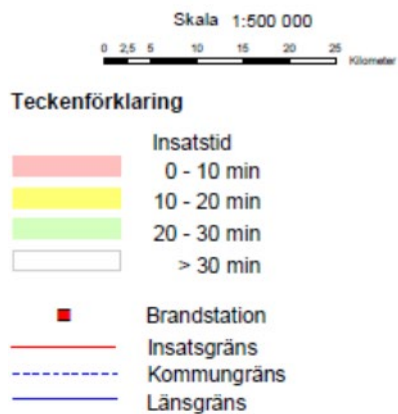 Skala 1:500 000
0 2,5 5 10 15 20 25 Kilometer
Teckenförklaring
Insatstid
0 - 10 min
10 - 20 min
20 - 30 min
> 30 min
Brandstation
Insatsgräns
Kommungräns
Länsgräns